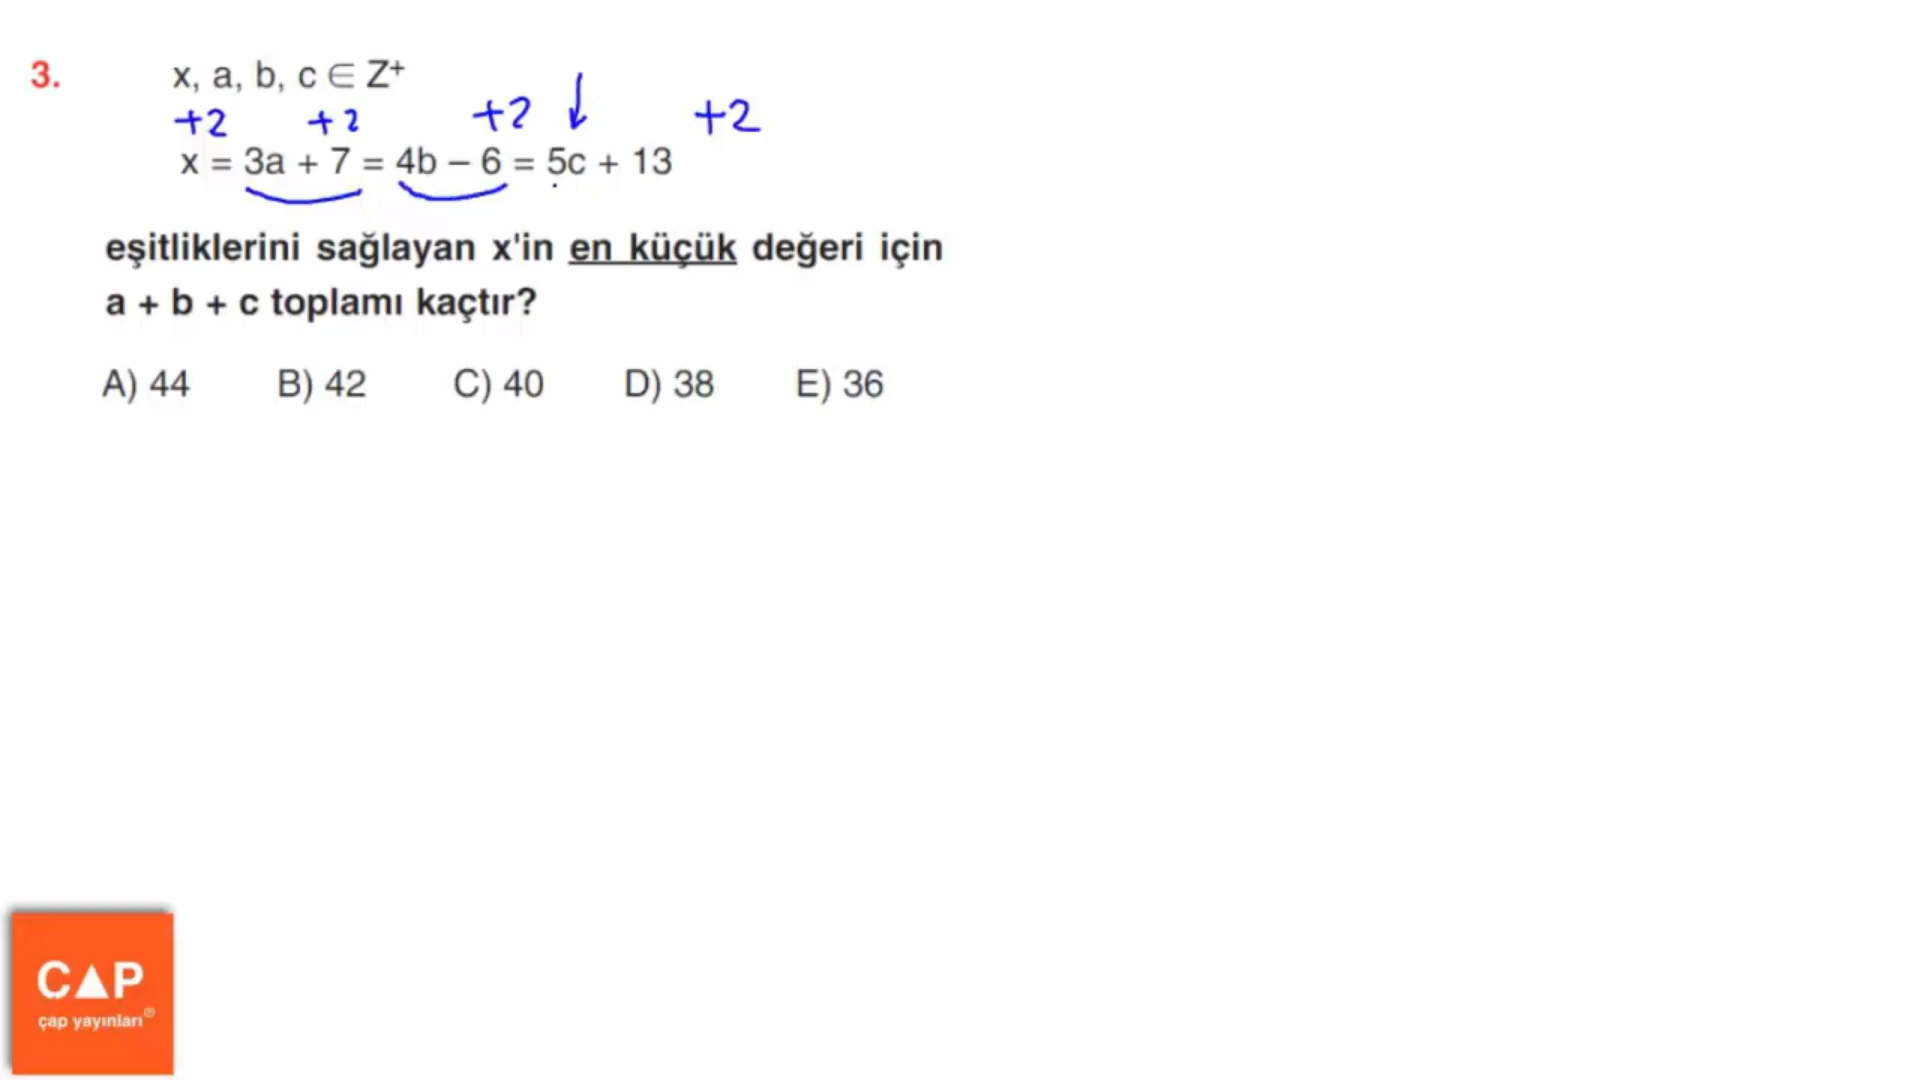 3. x, a, b, c ∈ Z⁺
+2 +2 +2 +2
x = 3a + 7 = 4b – 6 = 5c + 13
eşitliklerini sağlayan x'in en küçük değeri için
a + b + c toplamı kaçtır?
A) 44 B) 42 C) 40 D) 38 E) 36
CAP
çap yayınları®